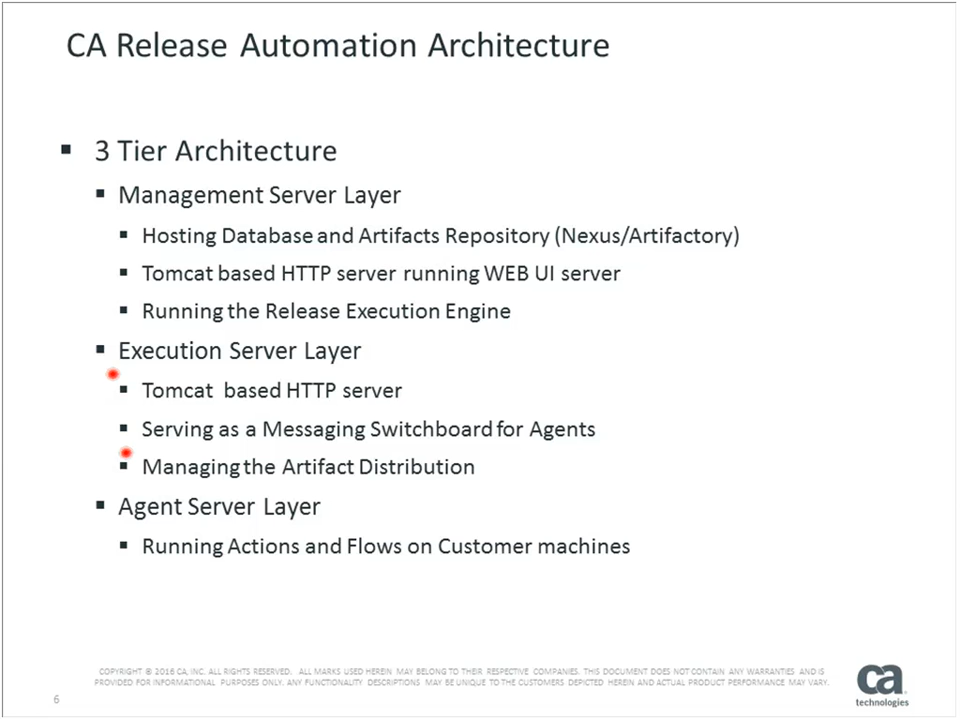 CA Release Automation Architecture
3 Tier Architecture
Management Server Layer
Hosting Database and Artifacts Repository (Nexus/Artifactory)
Tomcat based HTTP server running WEB UI server
Running the Release Execution Engine
Execution Server Layer
Tomcat based HTTP server
Serving as a Messaging Switchboard for Agents
Managing the Artifact Distribution
Agent Server Layer
Running Actions and Flows on Customer machines
COPYRIGHT © 2016 CA, INC. ALL RIGHTS RESERVED. ALL MARKS USED HEREIN MAY BELONG TO THEIR RESPECTIVE COMPANIES. THIS DOCUMENT DOES NOT CONTAIN ANY WARRANTIES AND IS
PROVIDED FOR INFORMATIONAL PURPOSES ONLY. ANY FUNCTIONALITY DESCRIPTIONS MAY BE UNIQUE TO THE CUSTOMERS DEPICTED HEREIN AND ACTUAL PRODUCT PERFORMANCE MAY VARY.
6
ca
technologies